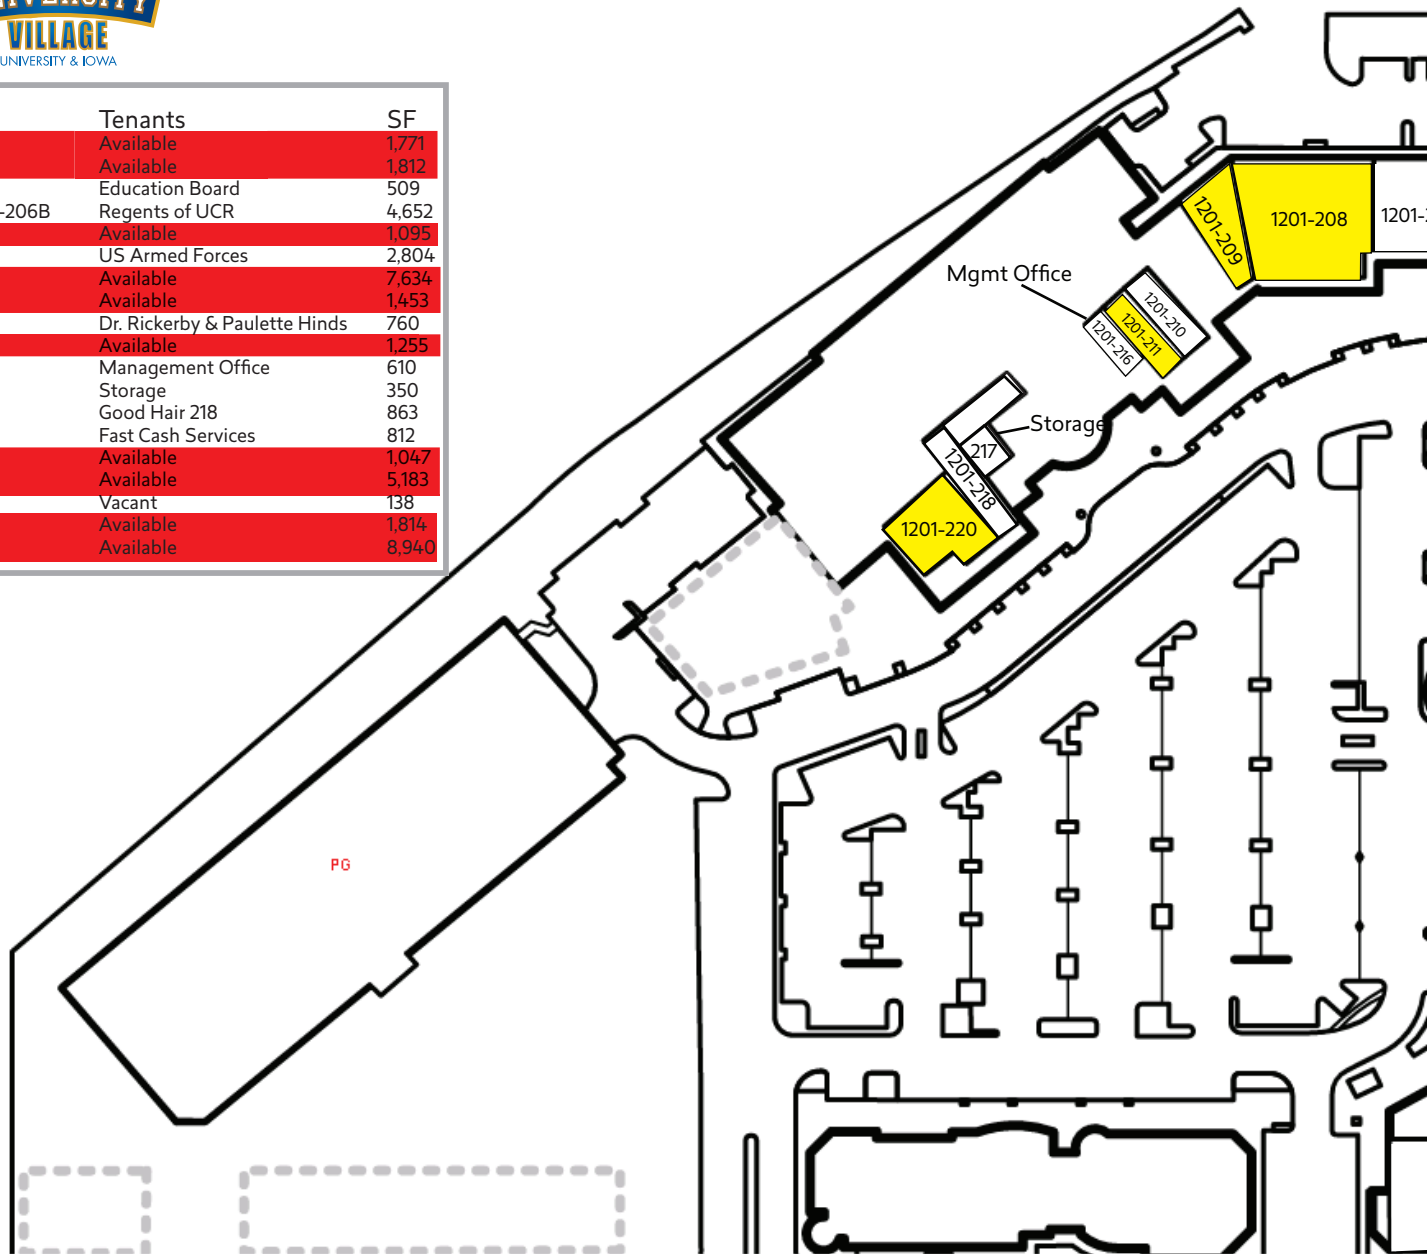 VILLAGE
UNIVERSITY & IOWA
Tenants SF
Available 1,771
Available 1,812
Education Board 509
-206B Regents of UCR 4,652
Available 1,095
US Armed Forces 2,804
Available 7,634
Available 1,453
Dr. Rickerby & Paulette Hinds 760
Available 1,255
Management Office 610
Storage 350
Good Hair 218 863
Fast Cash Services 812
Available 1,047
Available 5,183
Vacant 138
Available 1,814
Available 8,940
1201-209
1201-208
1201-
Mgmt Office
1201-210
1201-211
1201-216
Storage
217
1201-218
1201-220
PG